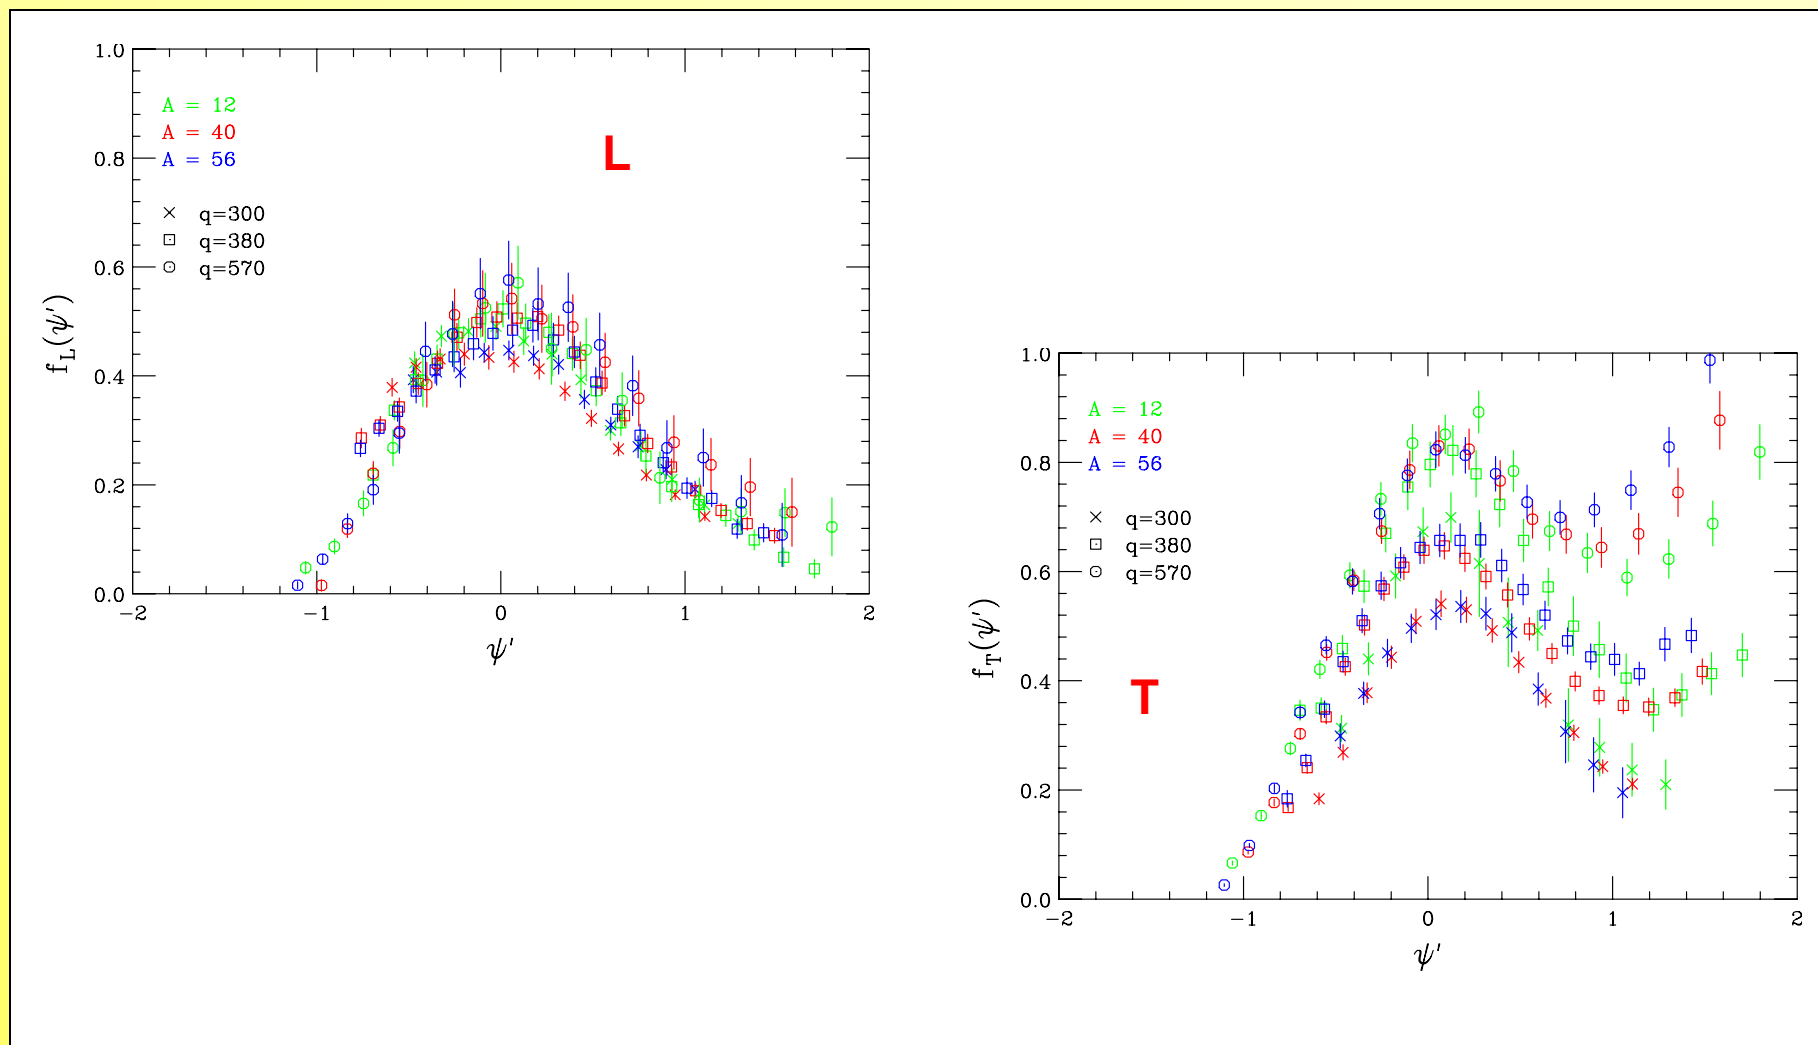 1.0
0.8
0.6
0.4
0.2
0.0
f_L(ψ')
A = 12
A = 40
A = 56
× q=300
□ q=380
○ q=570
L
-2 -1 0 1 2
ψ'
1.0
0.8
0.6
0.4
0.2
0.0
f_T(ψ')
A = 12
A = 40
A = 56
× q=300
□ q=380
○ q=570
T
-2 -1 0 1 2
ψ'